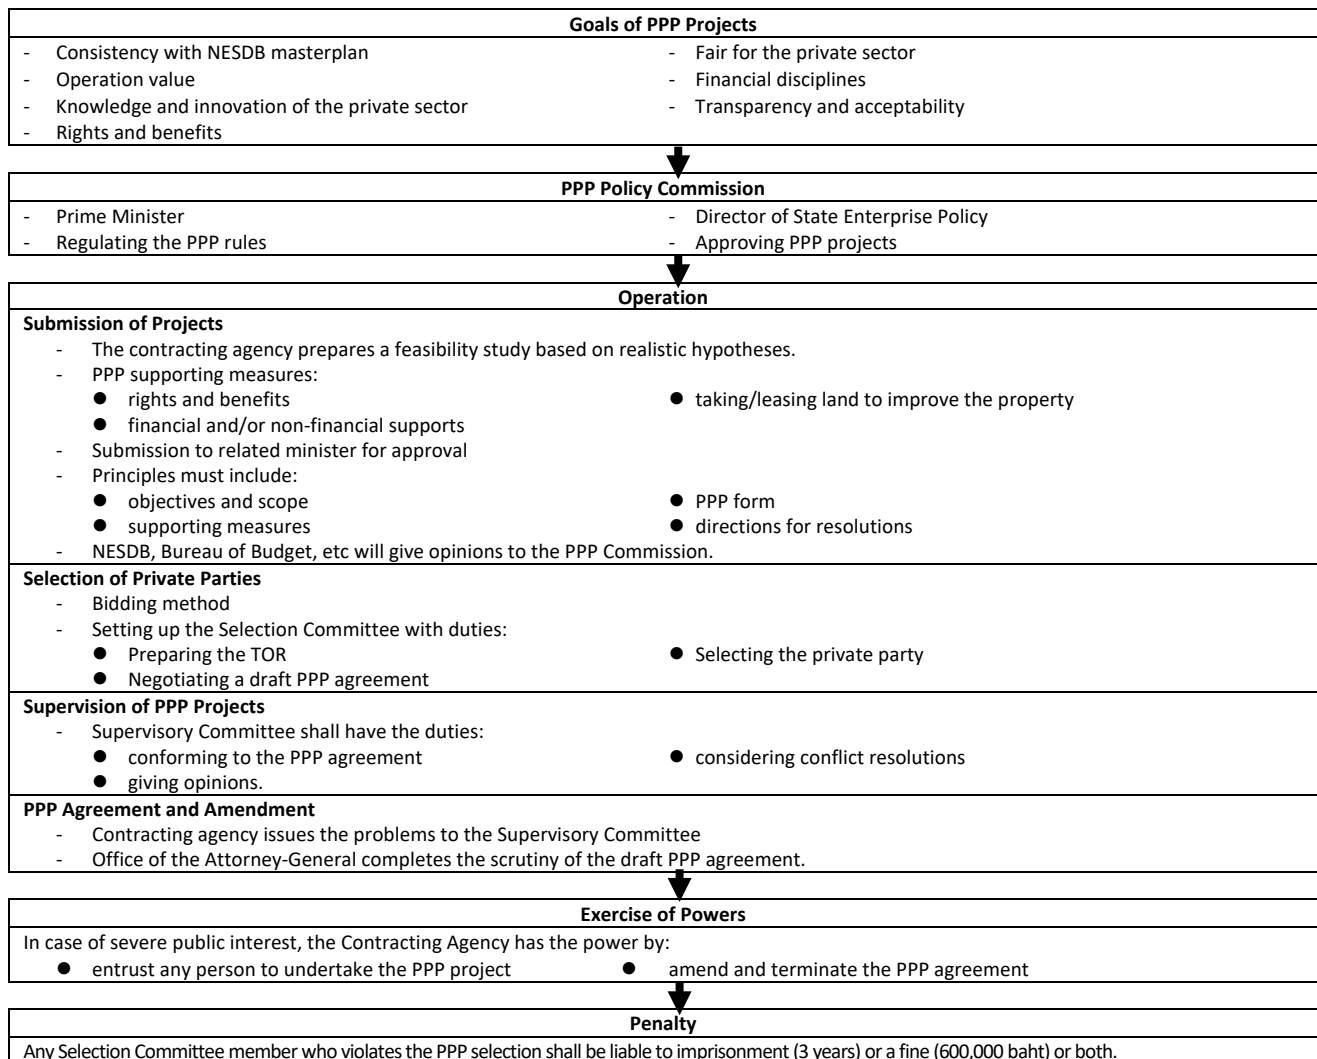 Goals of PPP Projects
- Consistency with NESDB masterplan - Fair for the private sector
- Operation value - Financial disciplines
- Knowledge and innovation of the private sector - Transparency and acceptability
- Rights and benefits
PPP Policy Commission
- Prime Minister - Director of State Enterprise Policy
- Regulating the PPP rules - Approving PPP projects
Operation
Submission of Projects
- The contracting agency prepares a feasibility study based on realistic hypotheses.
- PPP supporting measures:
● rights and benefits ● taking/leasing land to improve the property
● financial and/or non-financial supports
- Submission to related minister for approval
- Principles must include:
● objectives and scope ● PPP form
● supporting measures ● directions for resolutions
- NESDB, Bureau of Budget, etc will give opinions to the PPP Commission.
Selection of Private Parties
- Bidding method
- Setting up the Selection Committee with duties:
● Preparing the TOR ● Selecting the private party
● Negotiating a draft PPP agreement
Supervision of PPP Projects
- Supervisory Committee shall have the duties:
● conforming to the PPP agreement ● considering conflict resolutions
● giving opinions.
PPP Agreement and Amendment
- Contracting agency issues the problems to the Supervisory Committee
- Office of the Attorney-General completes the scrutiny of the draft PPP agreement.
Exercise of Powers
In case of severe public interest, the Contracting Agency has the power by:
● entrust any person to undertake the PPP project ● amend and terminate the PPP agreement
Penalty
Any Selection Committee member who violates the PPP selection shall be liable to imprisonment (3 years) or a fine (600,000 baht) or both.